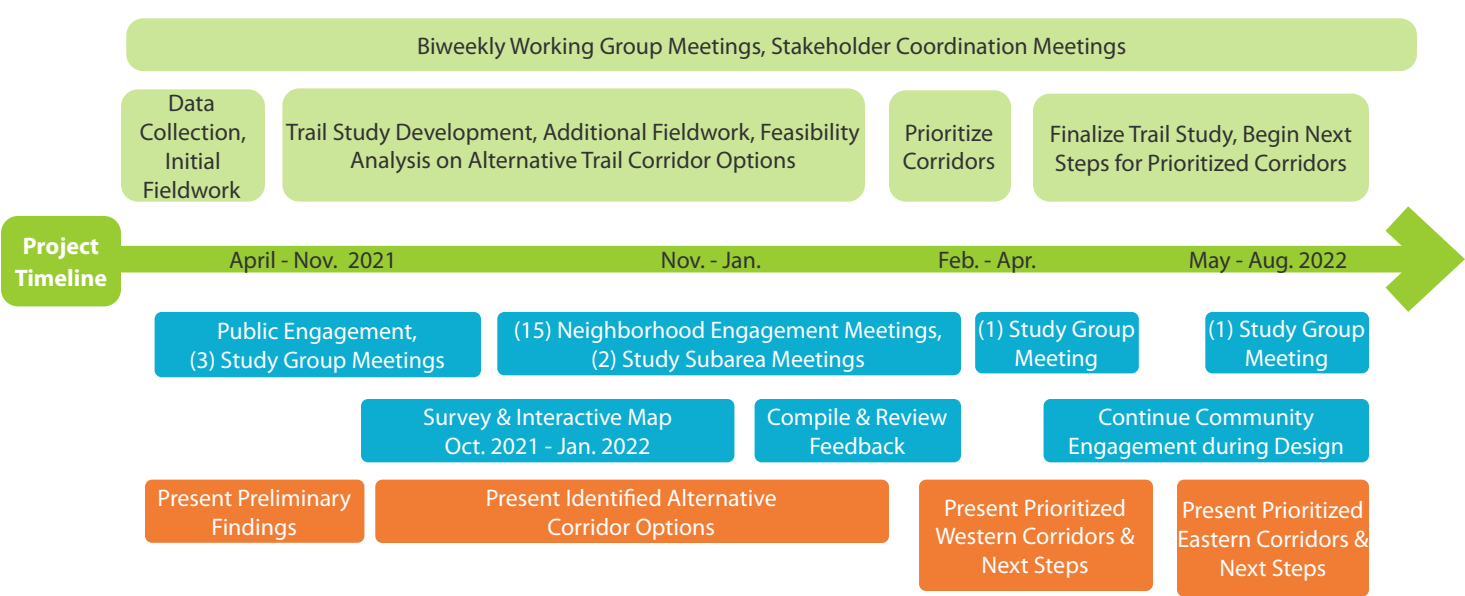 Biweekly Working Group Meetings, Stakeholder Coordination Meetings
Data
Collection,
Initial
Fieldwork
Trail Study Development, Additional Fieldwork, Feasibility
Analysis on Alternative Trail Corridor Options
Prioritize
Corridors
Finalize Trail Study, Begin Next
Steps for Prioritized Corridors
Project
Timeline
April - Nov. 2021
Nov. - Jan.
Feb. - Apr.
May - Aug. 2022
Public Engagement,
(3) Study Group Meetings
(15) Neighborhood Engagement Meetings,
(2) Study Subarea Meetings
(1) Study Group
Meeting
(1) Study Group
Meeting
Survey & Interactive Map
Oct. 2021 - Jan. 2022
Compile & Review
Feedback
Continue Community
Engagement during Design
Present Preliminary
Findings
Present Identified Alternative
Corridor Options
Present Prioritized
Western Corridors &
Next Steps
Present Prioritized
Eastern Corridors &
Next Steps